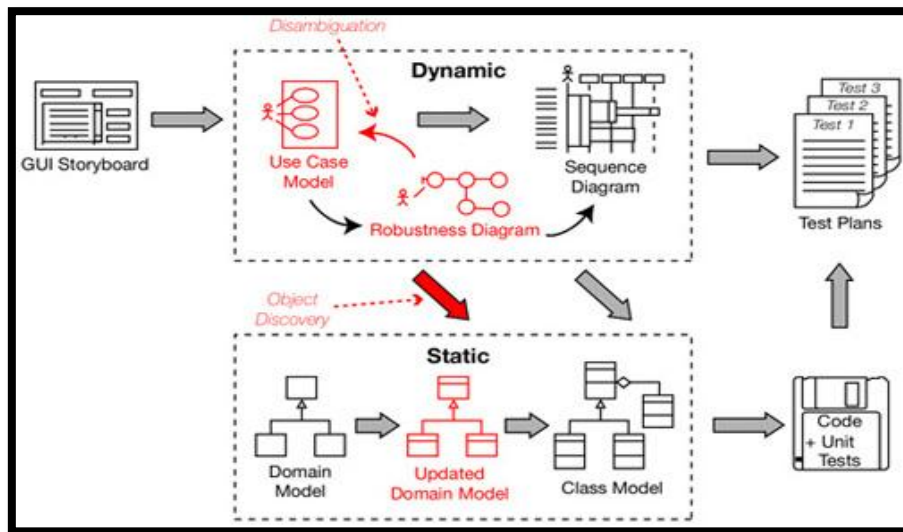 Disambiguation
Dynamic
GUI Storyboard
Use Case
Model
Robustness Diagram
Sequence
Diagram
Test 3
Test 2
Test 1
Test Plans
Object
Discovery
Static
Domain
Model
Updated
Domain Model
Class Model
Code
+ Unit
Tests